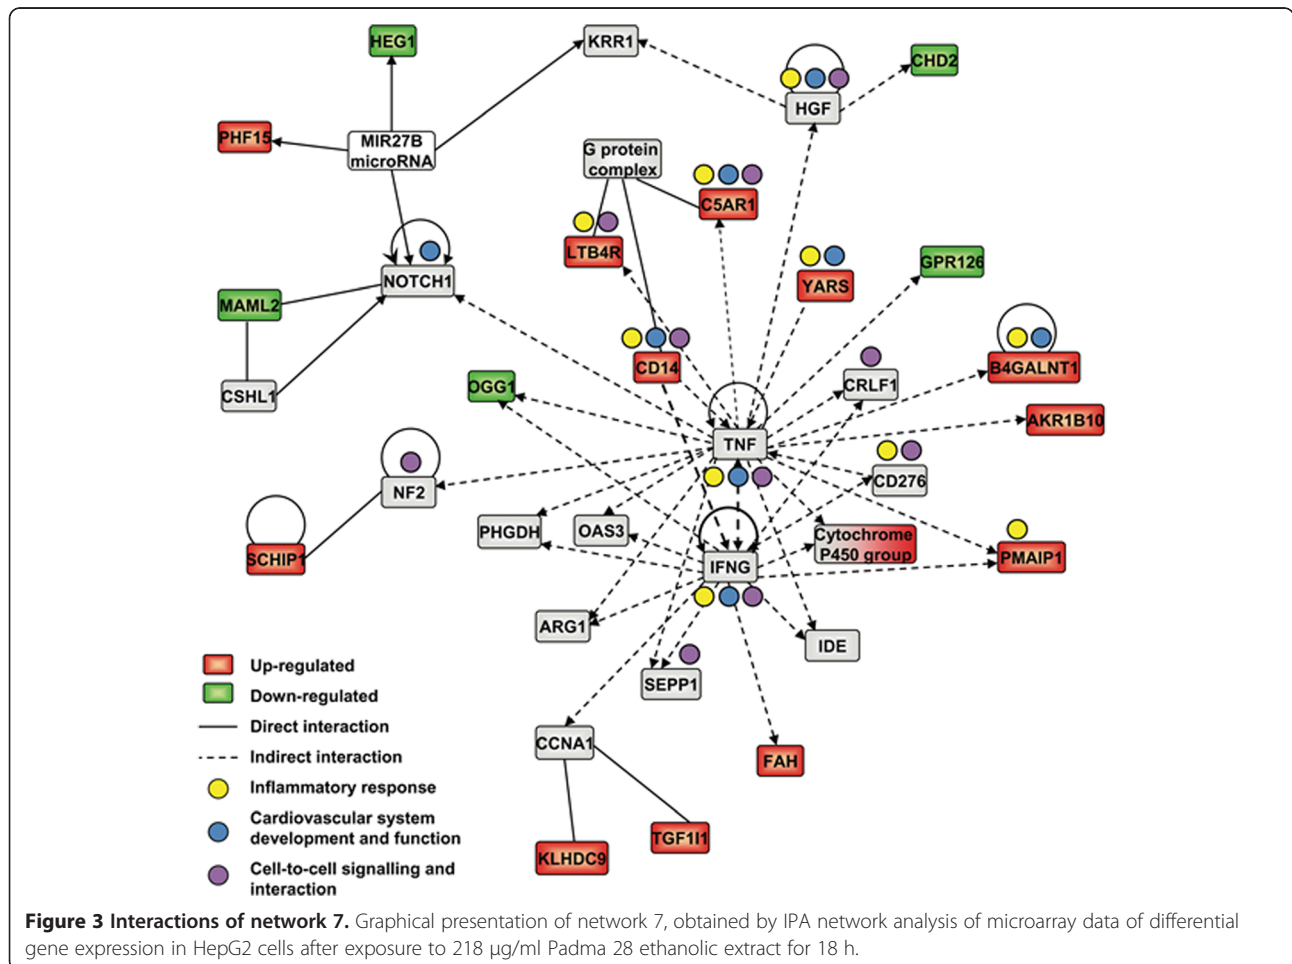 HEG1
KRR1
CHD2
HGF
PHF15
MIR27B
microRNA
G protein
complex
C5AR1
LTB4R
NOTCH1
GPR126
YARS
MAML2
CD14
B4GALNT1
CRLF1
OGG1
CSHL1
AKR1B10
TNF
CD276
NF2
PHGDH
OAS3
Cytochrome
P450 group
SCHIP1
PMAIP1
IFNG
ARG1
IDE
SEPP1
CCNA1
FAH
TGF1I1
KLHDC9
Up-regulated
Down-regulated
Direct interaction
Indirect interaction
Inflammatory response
Cardiovascular system
development and function
Cell-to-cell signalling and
interaction
Figure 3 Interactions of network 7. Graphical presentation of network 7, obtained by IPA network analysis of microarray data of differential
gene expression in HepG2 cells after exposure to 218 μg/ml Padma 28 ethanolic extract for 18 h.